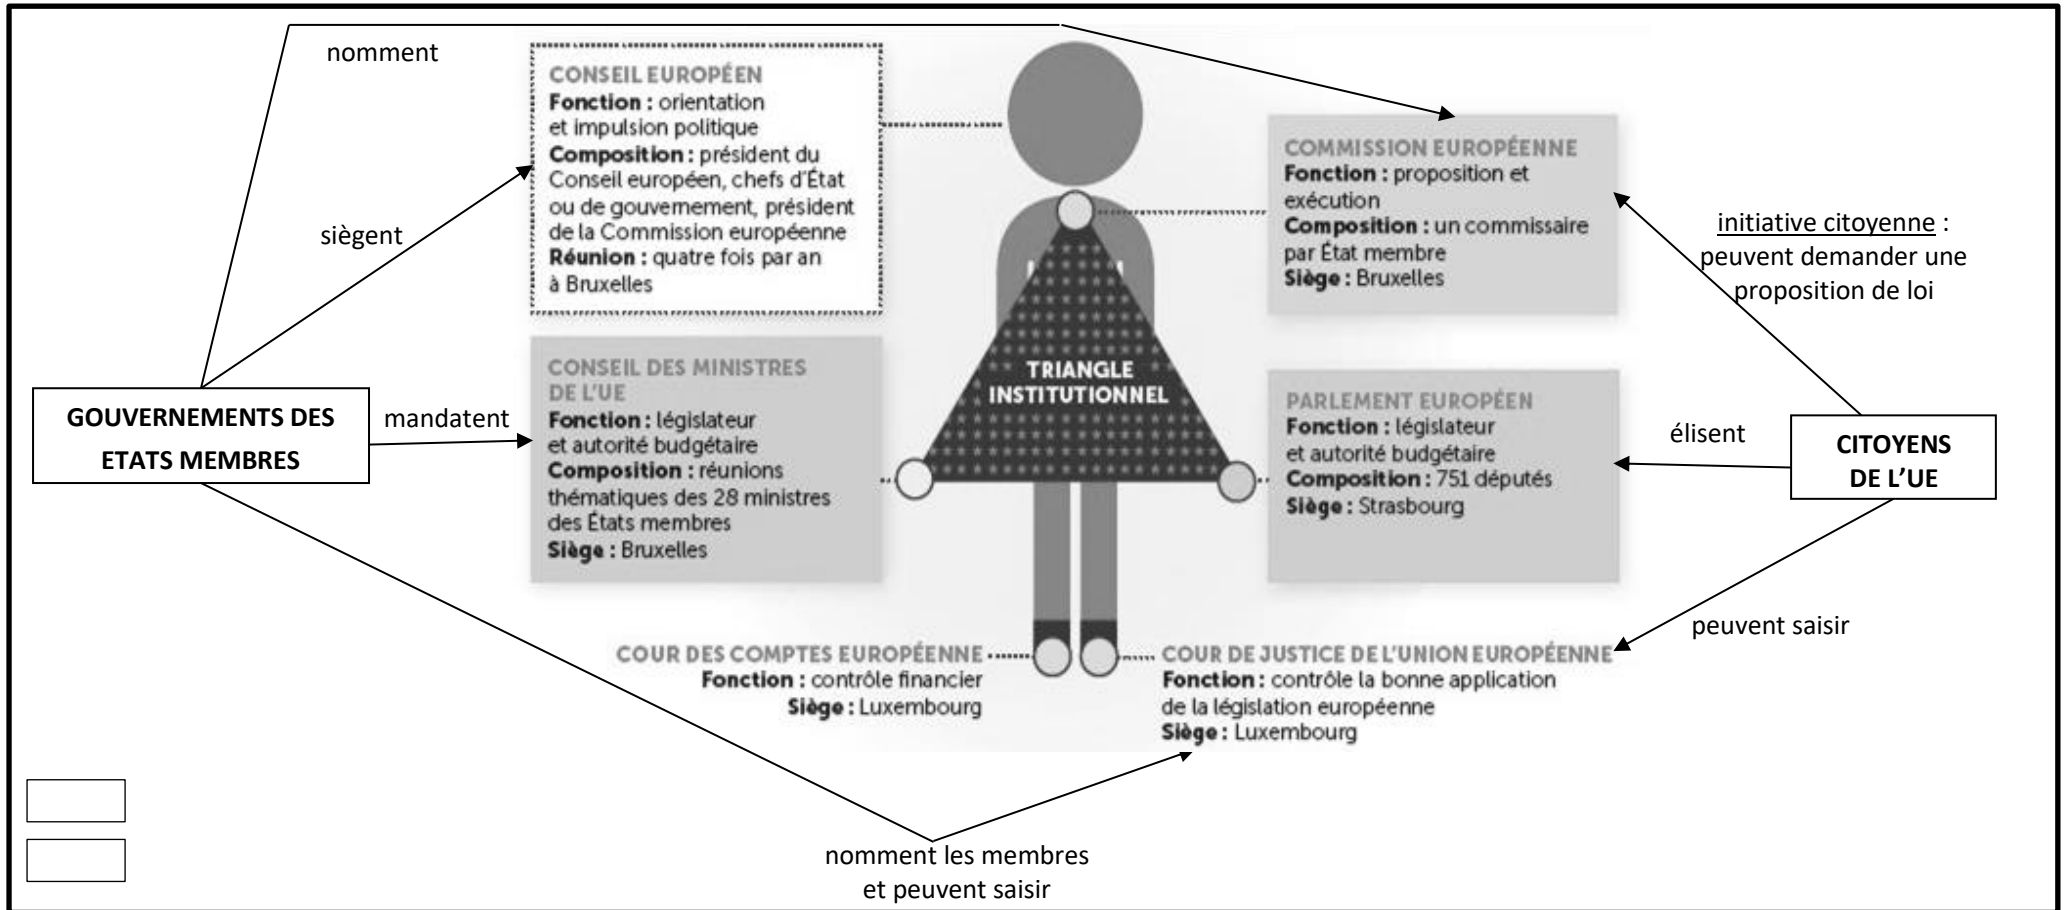 nomment
CONSEIL EUROPÉEN
Fonction : orientation
et impulsion politique
Composition : président du
Conseil européen, chefs d'État
ou de gouvernement, président
de la Commission européenne
Réunion : quatre fois par an
à Bruxelles
siègent
COMMISSION EUROPÉENNE
Fonction : proposition et
exécution
Composition : un commissaire
par État membre
Siège : Bruxelles
initiative citoyenne :
peuvent demander une
proposition de loi
GOUVERNEMENTS DES
ETATS MEMBRES
mandatent
CONSEIL DES MINISTRES
DE L'UE
Fonction : législateur
et autorité budgétaire
Composition : réunions
thématiques des 28 ministres
des États membres
Siège : Bruxelles
TRIANGLE
INSTITUTIONNEL
PARLEMENT EUROPÉEN
Fonction : législateur
et autorité budgétaire
Composition : 751 députés
Siège : Strasbourg
élisent
CITOYENS
DE L'UE
peuvent saisir
COUR DES COMPTES EUROPÉENNE
Fonction : contrôle financier
Siège : Luxembourg
COUR DE JUSTICE DE L'UNION EUROPÉENNE
Fonction : contrôle la bonne application
de la législation européenne
Siège : Luxembourg
nomment les membres
et peuvent saisir